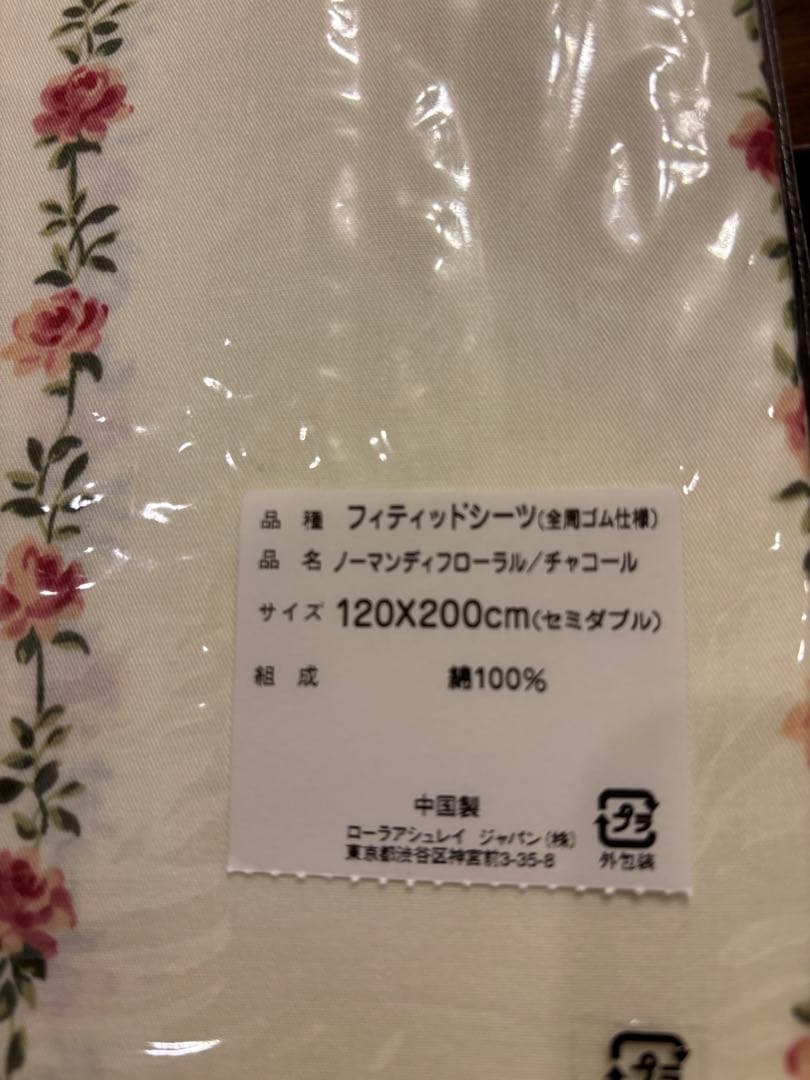 品種 フィティッドシーツ(全周ゴム仕様)
品名 ノーマンディフローラル/チャコール
サイズ 120X200cm(セミダブル)
組成 綿100%
中国製
ローラアシュレイ ジャパン(株)
東京都渋谷区神宮前3-35-8
プラ
外包装
プラ